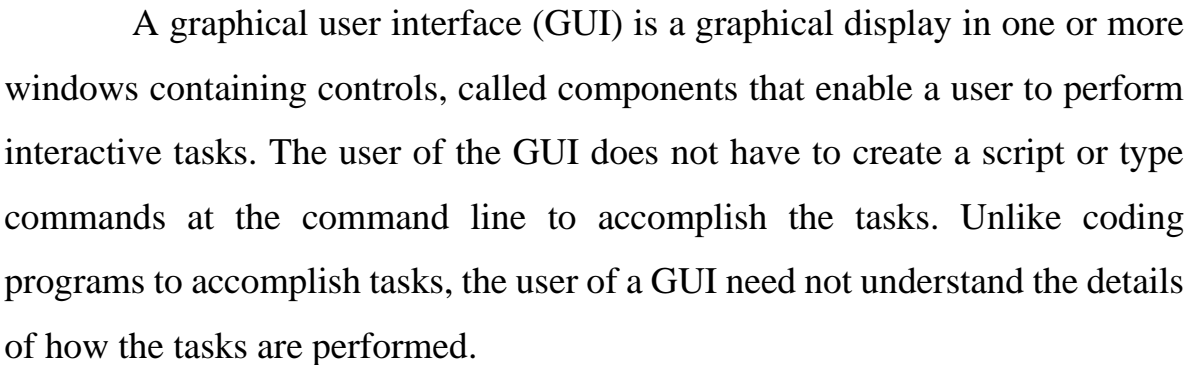 A graphical user interface (GUI) is a graphical display in one or more
windows containing controls, called components that enable a user to perform
interactive tasks. The user of the GUI does not have to create a script or type
commands at the command line to accomplish the tasks. Unlike coding
programs to accomplish tasks, the user of a GUI need not understand the details
of how the tasks are performed.